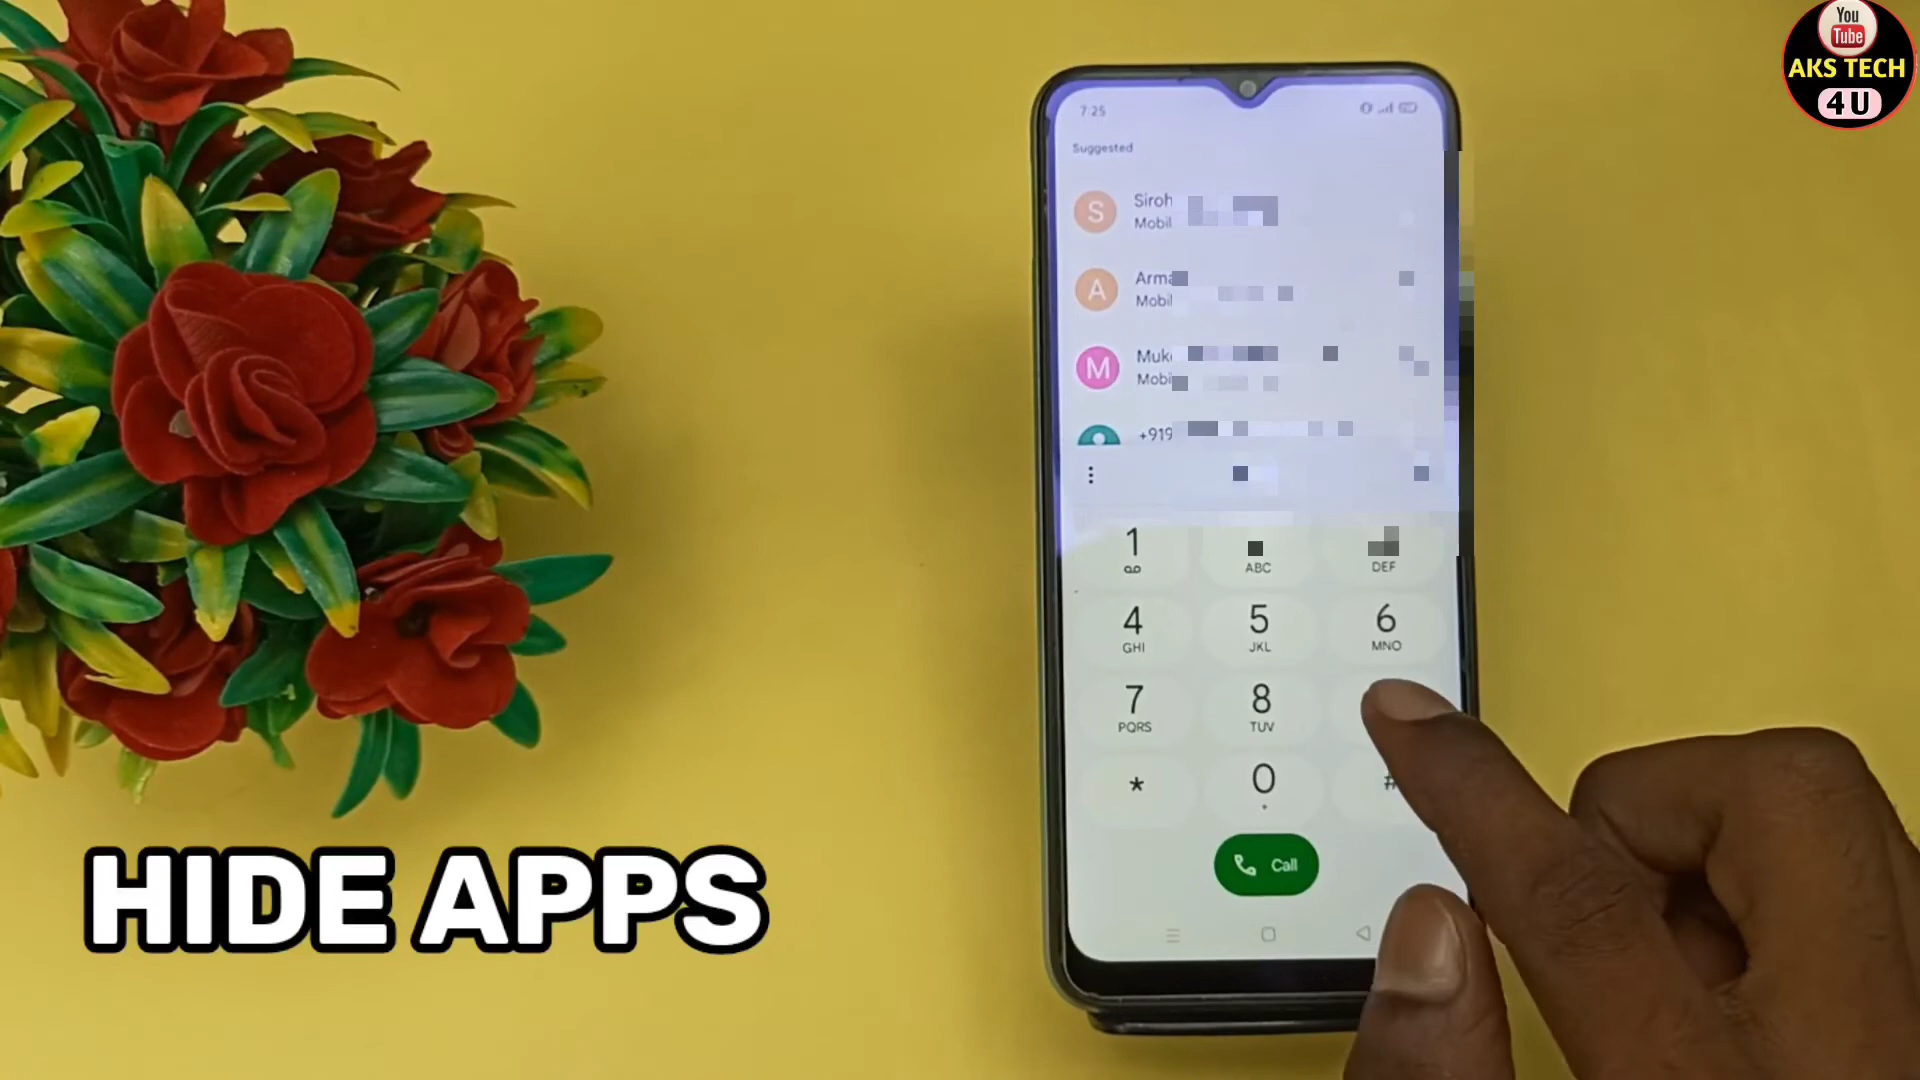 You
Tube
AKS TECH
4 U
7:25
Suggested
Siroh
Mobil
Arma
Mobil
Muk
Mobi
+919
1
ABC
DEF
4
GHI
5
JKL
6
MNO
7
PQRS
8
TUV
*
0
+
#
Call
HIDE APPS